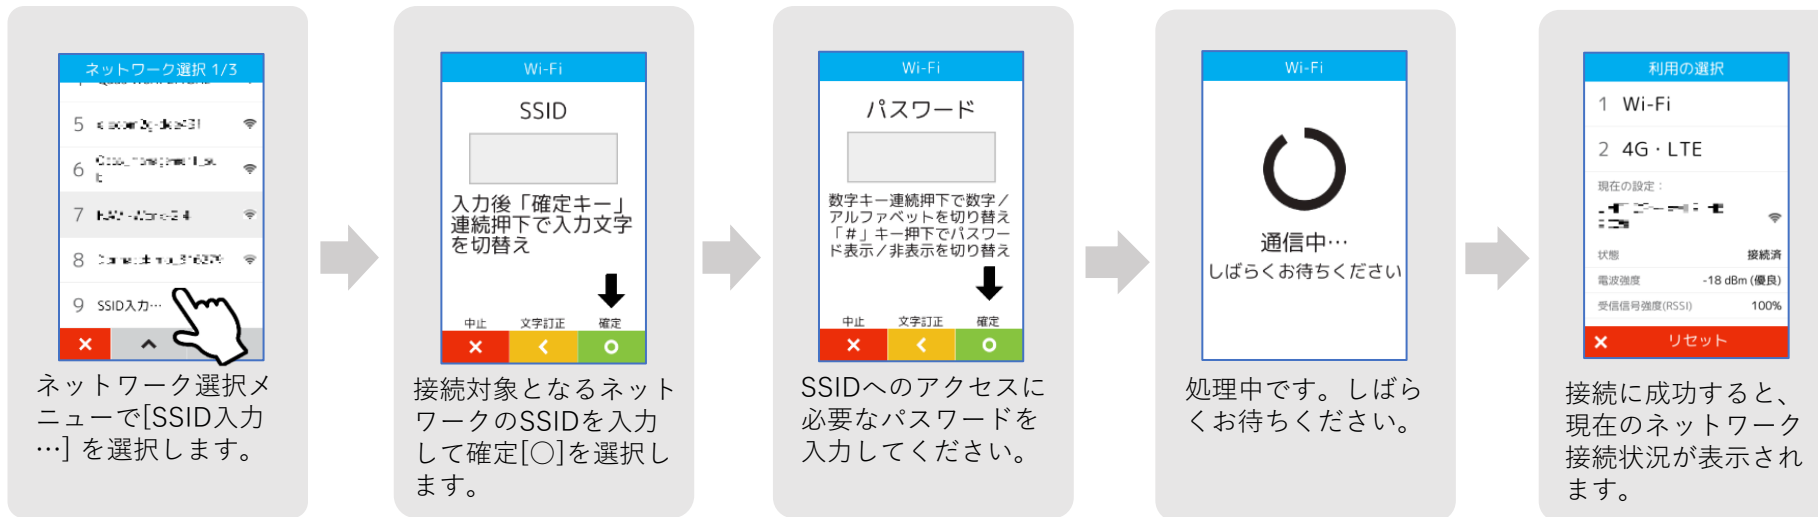 ネットワーク選択 1/3
5
6
7
8
9 SSID入力…
ネットワーク選択メ
ニューで[SSID入力
…] を選択します。
Wi-Fi
SSID
入力後「確定キー」
連続押下で入力文字
を切替え
中止 文字訂正 確定
接続対象となるネット
ワークのSSIDを入力
して確定[○]を選択し
ます。
Wi-Fi
パスワード
数字キー連続押下で数字/
アルファベットを切り替え
「#」キー押下でパスワー
ド表示/非表示を切り替え
中止 文字訂正 確定
SSIDへのアクセスに
必要なパスワードを
入力してください。
Wi-Fi
通信中…
しばらくお待ちください
処理中です。しばら
くお待ちください。
利用の選択
1 Wi-Fi
2 4G・LTE
現在の設定：
状態 接続済
電波強度 -18 dBm (優良)
受信信号強度(RSSI) 100%
リセット
接続に成功すると、
現在のネットワーク
接続状況が表示され
ます。